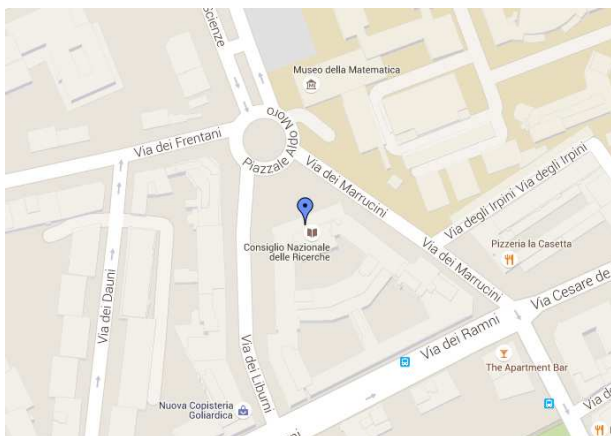 Scienze
Museo della Matematica
Piazzale Aldo Moro
Via dei Frentani
Via dei Marrucini
Via degli Irpini Via degli Irpini
Consiglio Nazionale
delle Ricerche
Via dei Marrucini
Pizzeria la Casetta
Via dei Dauni
Via Cesare de
Via dei Ramni
Via dei Liburni
The Apartment Bar
Nuova Copisteria
Goliardica
Via d